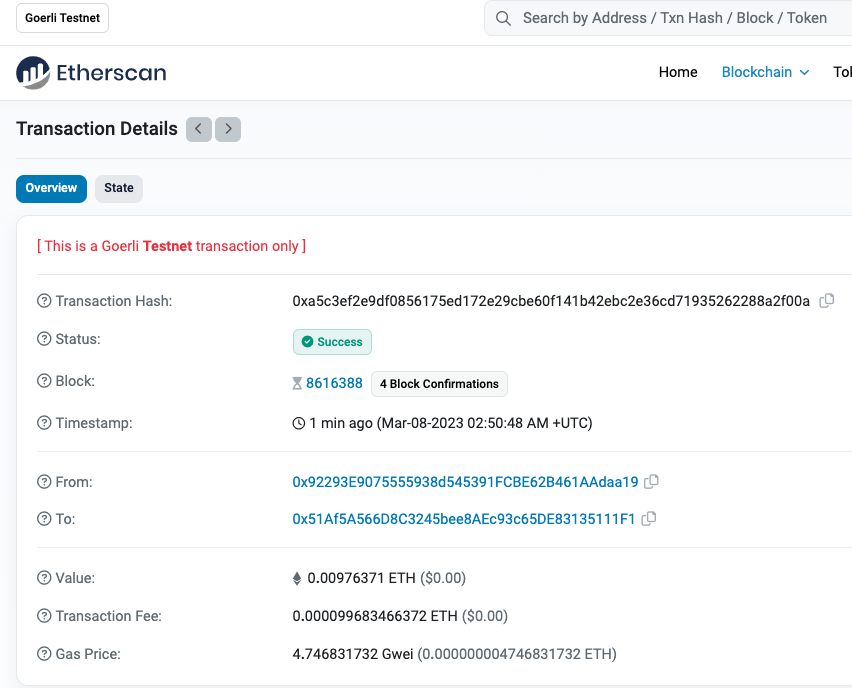 Goerli Testnet
Search by Address / Txn Hash / Block / Token
Etherscan
Home Blockchain Tol
Transaction Details
Overview State
[ This is a Goerli Testnet transaction only ]
Transaction Hash: 0xa5c3ef2e9df0856175ed172e29cbe60f141b42ebc2e36cd71935262288a2f00a
Status: Success
Block: 8616388 4 Block Confirmations
Timestamp: 1 min ago (Mar-08-2023 02:50:48 AM +UTC)
From: 0x92293E9075555938d545391FCBE62B461AAdaa19
To: 0x51Af5A566D8C3245bee8AEc93c65DE83135111F1
Value: 0.00976371 ETH ($0.00)
Transaction Fee: 0.000099683466372 ETH ($0.00)
Gas Price: 4.746831732 Gwei (0.000000004746831732 ETH)